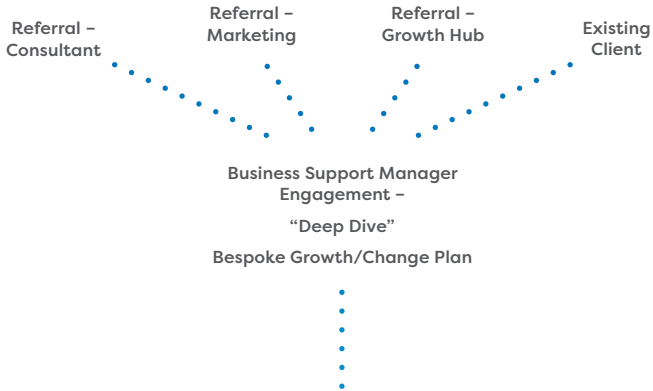 Referral –
Consultant
Referral –
Marketing
Referral –
Growth Hub
Existing
Client
Business Support Manager
Engagement –
“Deep Dive”
Bespoke Growth/Change Plan